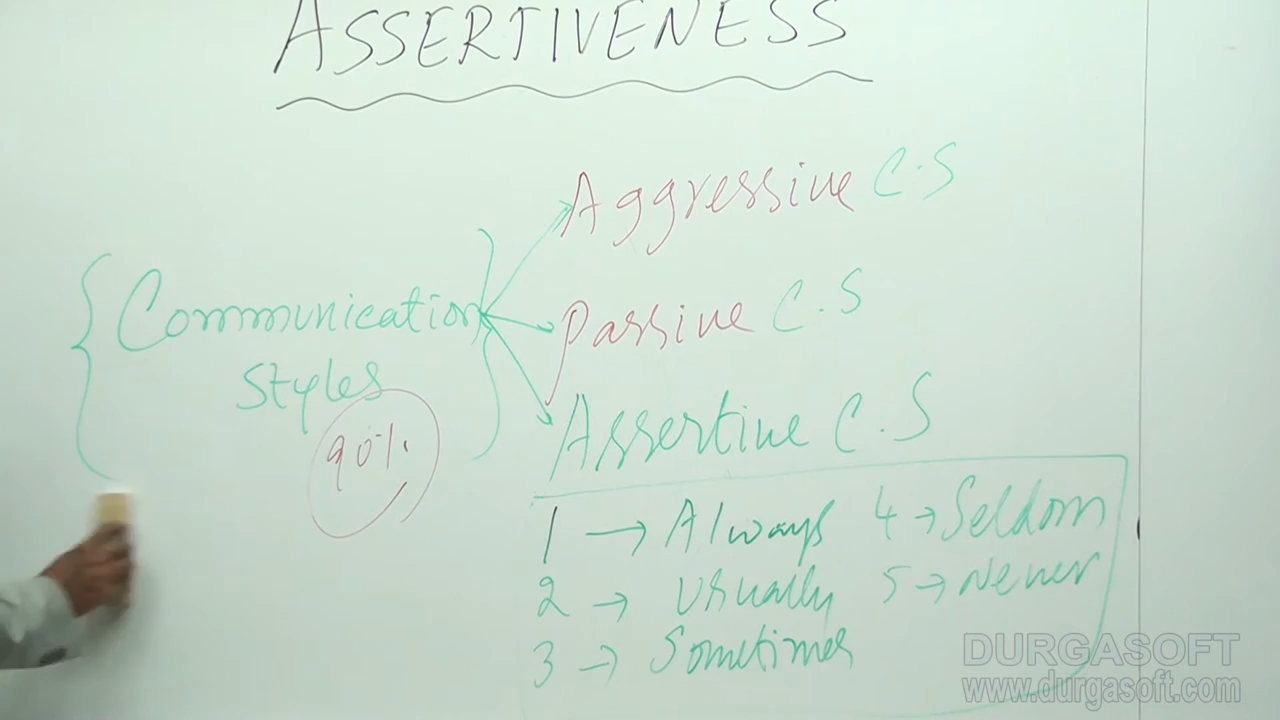 ASSERTIVENESS
Aggressive C.S
Communication
Styles
90%
Passive C.S
Assertive C.S
1 → Always
2 → Usually
3 → Sometimes
4 → Seldom
5 → Never
DURGASOFT
www.durgasoft.com